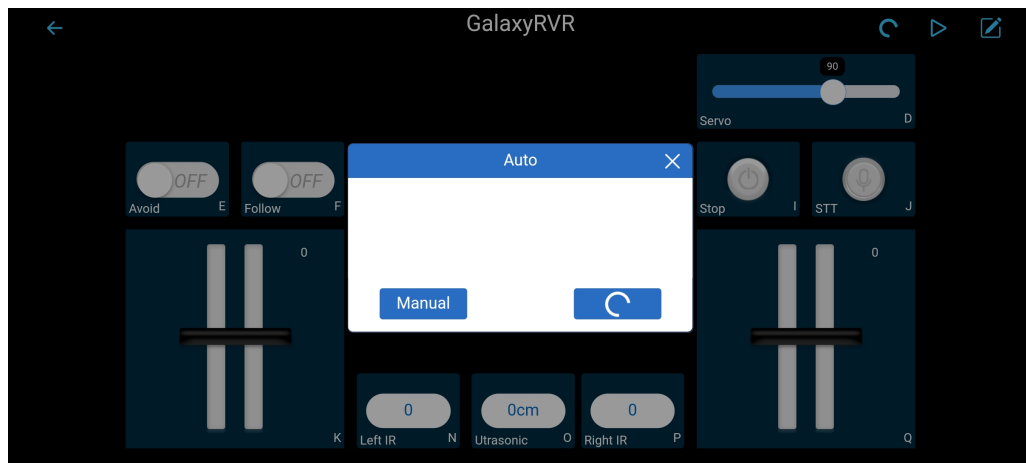 GalaxyRVR
90
Servo D
Auto
OFF
Avoid E
OFF
Follow F
Stop I
STT J
0
0
Manual
K
0
Left IR N
0cm
Utrasonic O
0
Right IR P
Q